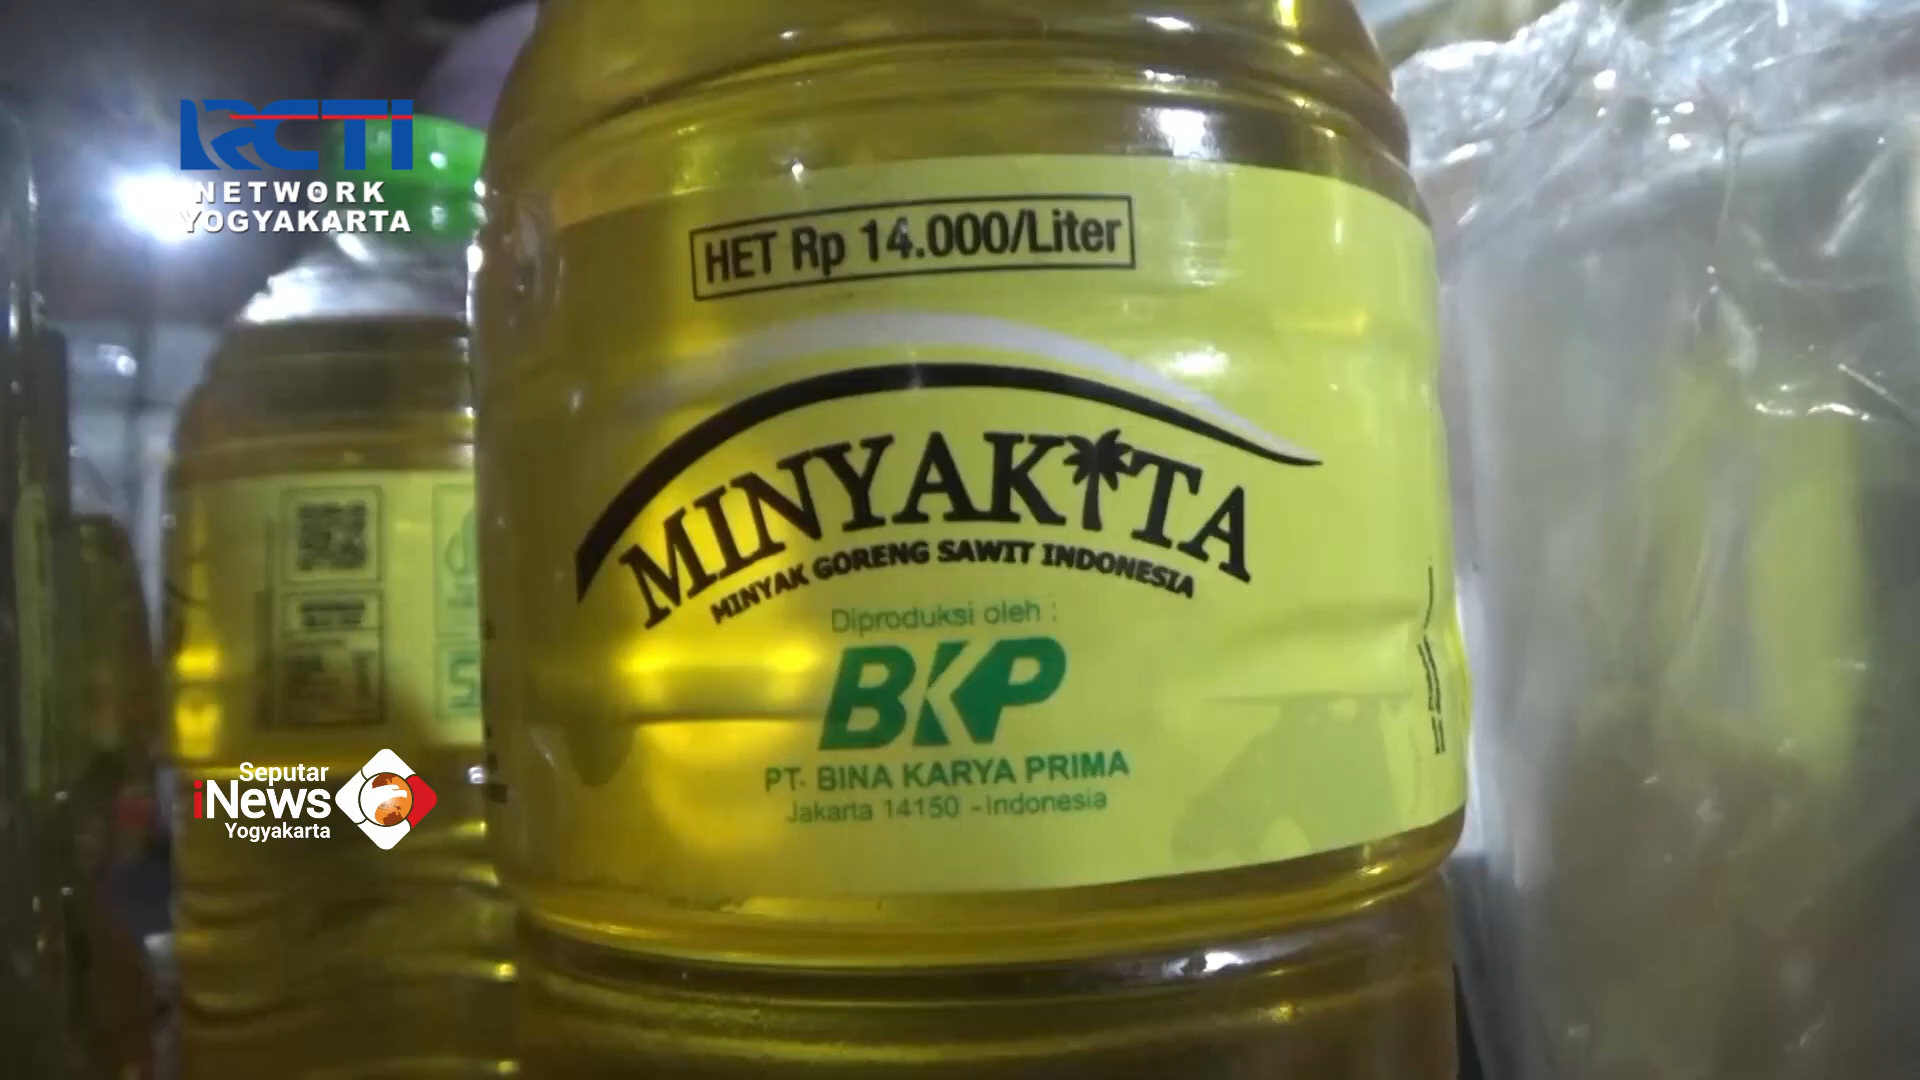 RCTI
NETWORK
YOGYAKARTA
HET Rp 14.000/Liter
MINYAKITA
MINYAK GORENG SAWIT INDONESIA
Diproduksi oleh :
BKP
PT. BINA KARYA PRIMA
Jakarta 14150 - Indonesia
Seputar
iNews
Yogyakarta